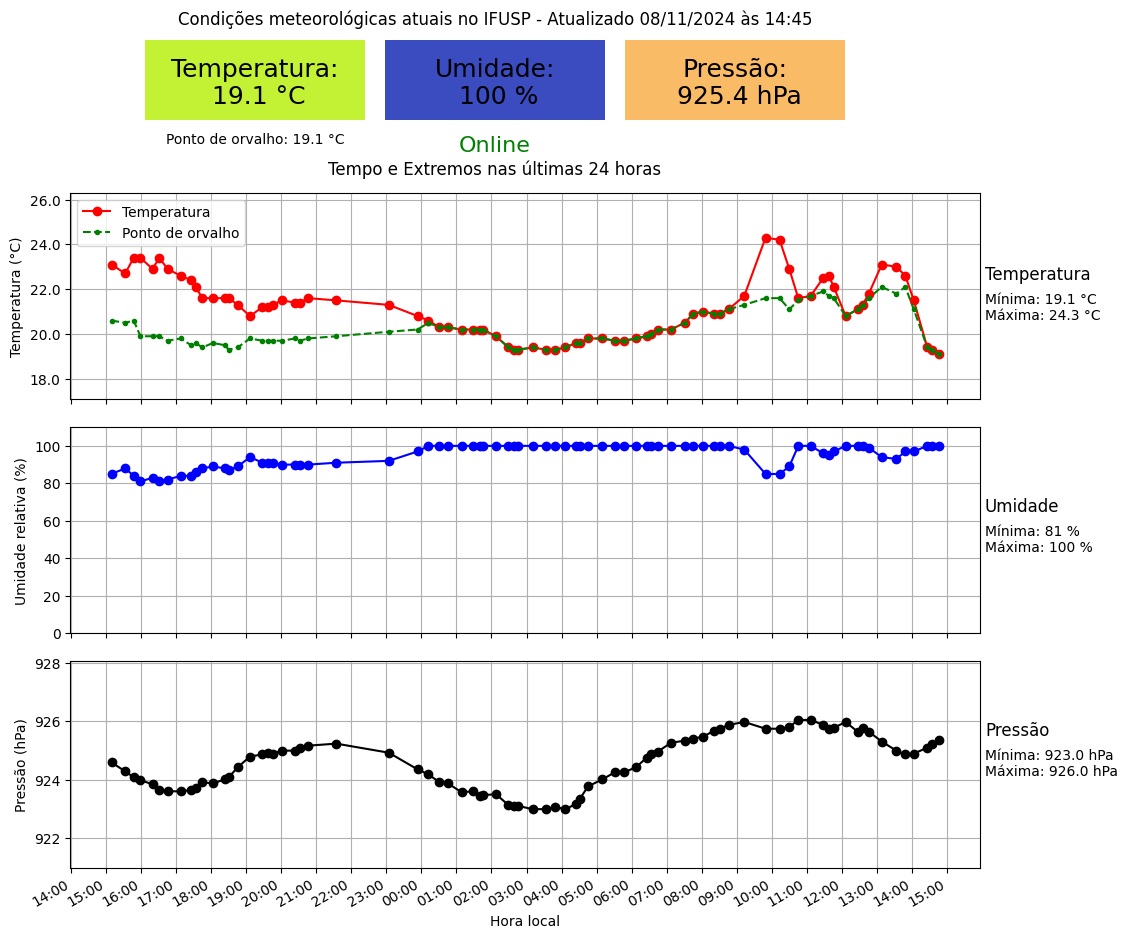 Condições meteorológicas atuais no IFUSP - Atualizado 08/11/2024 às 14:45
Temperatura:
19.1 °C
Umidade:
100 %
Pressão:
925.4 hPa
Ponto de orvalho: 19.1 °C
Online
Tempo e Extremos nas últimas 24 horas
Temperatura (°C)
26.0
24.0
22.0
20.0
18.0
Temperatura
Ponto de orvalho
Temperatura
Mínima: 19.1 °C
Máxima: 24.3 °C
Umidade relativa (%)
100
80
60
40
20
0
Umidade
Mínima: 81 %
Máxima: 100 %
Pressão (hPa)
928
926
924
922
Pressão
Mínima: 923.0 hPa
Máxima: 926.0 hPa
14:00 15:00 16:00 17:00 18:00 19:00 20:00 21:00 22:00 23:00 00:00 01:00 02:00 03:00 04:00 05:00 06:00 07:00 08:00 09:00 10:00 11:00 12:00 13:00 14:00 15:00
Hora local